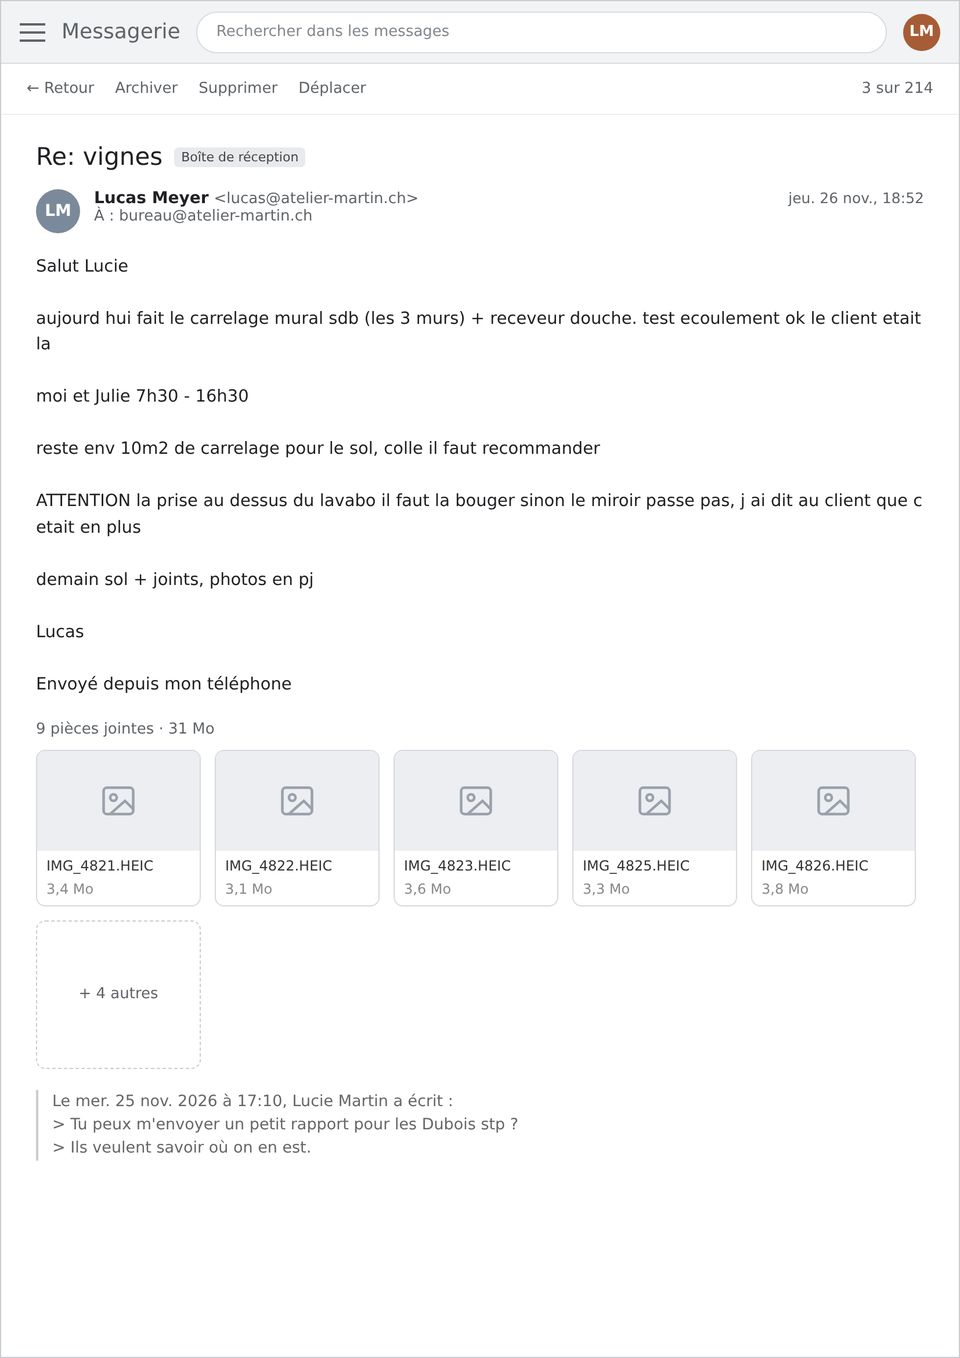 Messagerie
Rechercher dans les messages
LM
← Retour Archiver Supprimer Déplacer
3 sur 214
Re: vignes
Boîte de réception
LM
Lucas Meyer <lucas@atelier-martin.ch>
jeu. 26 nov., 18:52
À : bureau@atelier-martin.ch
Salut Lucie
aujourd hui fait le carrelage mural sdb (les 3 murs) + receveur douche. test ecoulement ok le client etait
la
moi et Julie 7h30 - 16h30
reste env 10m2 de carrelage pour le sol, colle il faut recommander
ATTENTION la prise au dessus du lavabo il faut la bouger sinon le miroir passe pas, j ai dit au client que c
etait en plus
demain sol + joints, photos en pj
Lucas
Envoyé depuis mon téléphone
9 pièces jointes · 31 Mo
IMG_4821.HEIC
3,4 Mo
IMG_4822.HEIC
3,1 Mo
IMG_4823.HEIC
3,6 Mo
IMG_4825.HEIC
3,3 Mo
IMG_4826.HEIC
3,8 Mo
+ 4 autres
Le mer. 25 nov. 2026 à 17:10, Lucie Martin a écrit :
> Tu peux m'envoyer un petit rapport pour les Dubois stp ?
> Ils veulent savoir où on en est.